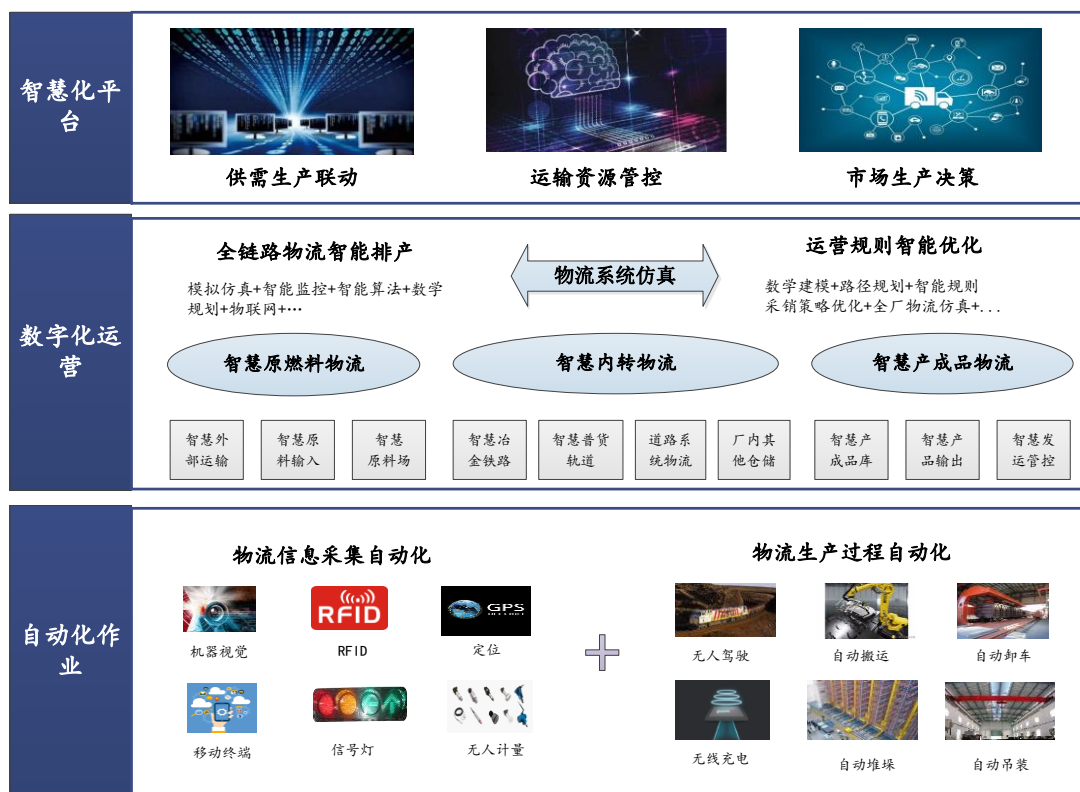 智慧化平
台
供需生产联动
运输资源管控
市场生产决策
数字化运
营
全链路物流智能排产
模拟仿真+智能监控+智能算法+数学
规划+物联网+…
物流系统仿真
运营规则智能优化
数学建模+路径规划+智能规则
采销策略优化+全厂物流仿真+...
智慧原燃料物流
智慧内转物流
智慧产成品物流
智慧外
部运输
智慧原
料输入
智慧
原料场
智慧冶
金铁路
智慧普货
轨道
道路系
统物流
厂内其
他仓储
智慧产
成品库
智慧产
品输出
智慧发
运管控
自动化作
业
物流信息采集自动化
RFID
GPS
机器视觉
RFID
定位
移动终端
信号灯
无人计量
物流生产过程自动化
无人驾驶
自动搬运
自动卸车
无线充电
自动堆垛
自动吊装